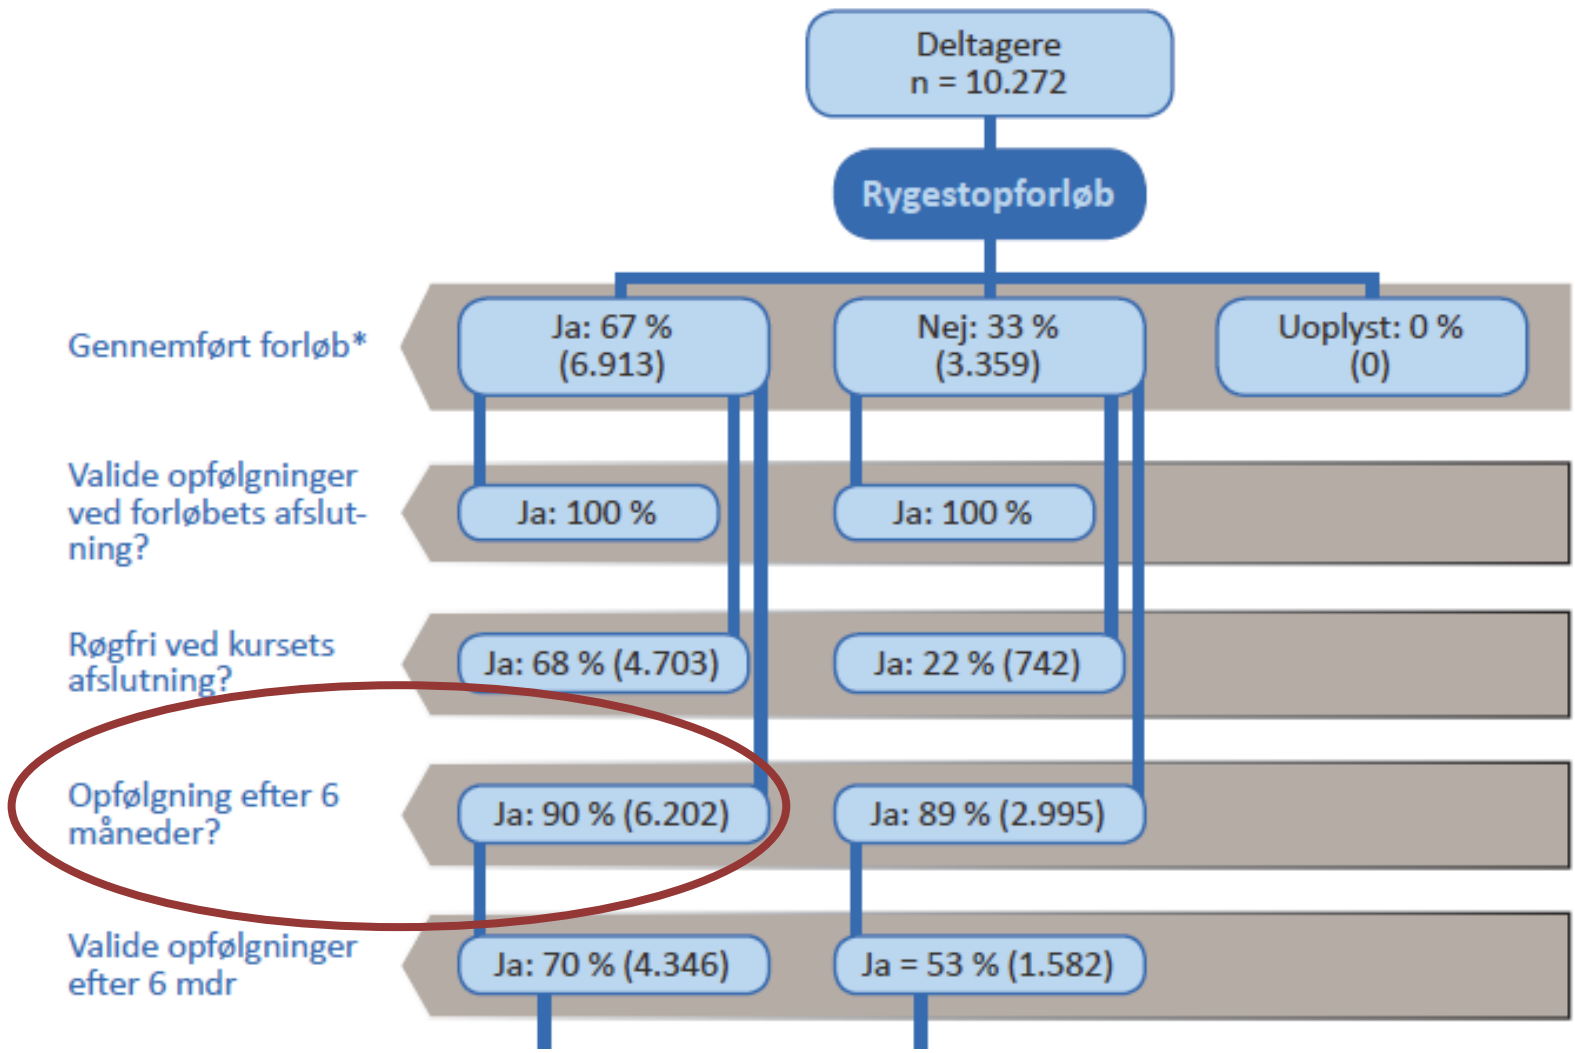 Deltagere
n = 10.272
Rygestopforløb
Gennemført forløb*
Ja: 67 %
(6.913)
Nej: 33 %
(3.359)
Uoplyst: 0 %
(0)
Valide opfølgninger
ved forløbets afslut-
ning?
Ja: 100 %
Ja: 100 %
Røgfri ved kursets
afslutning?
Ja: 68 % (4.703)
Ja: 22 % (742)
Opfølgning efter 6
måneder?
Ja: 90 % (6.202)
Ja: 89 % (2.995)
Valide opfølgninger
efter 6 mdr
Ja: 70 % (4.346)
Ja = 53 % (1.582)